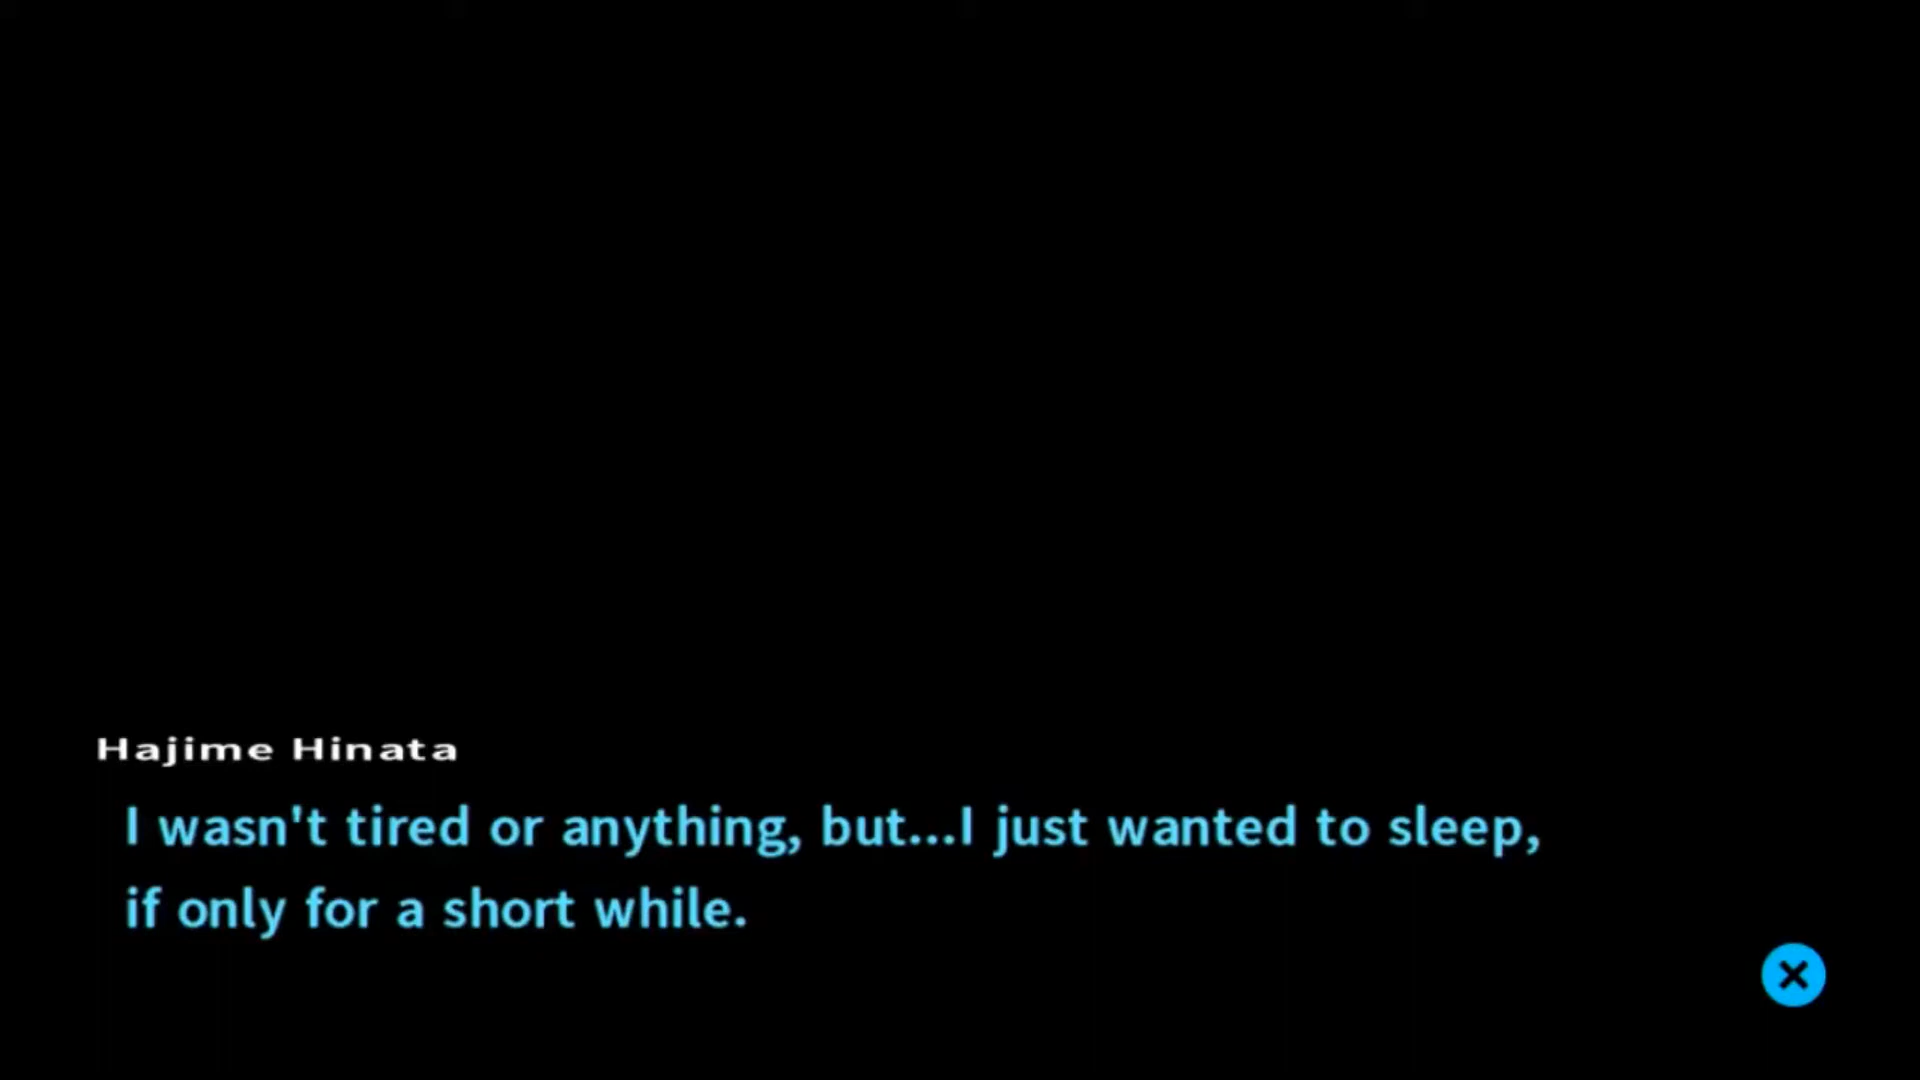 Hajime Hinata
I wasn't tired or anything, but...I just wanted to sleep,
if only for a short while.